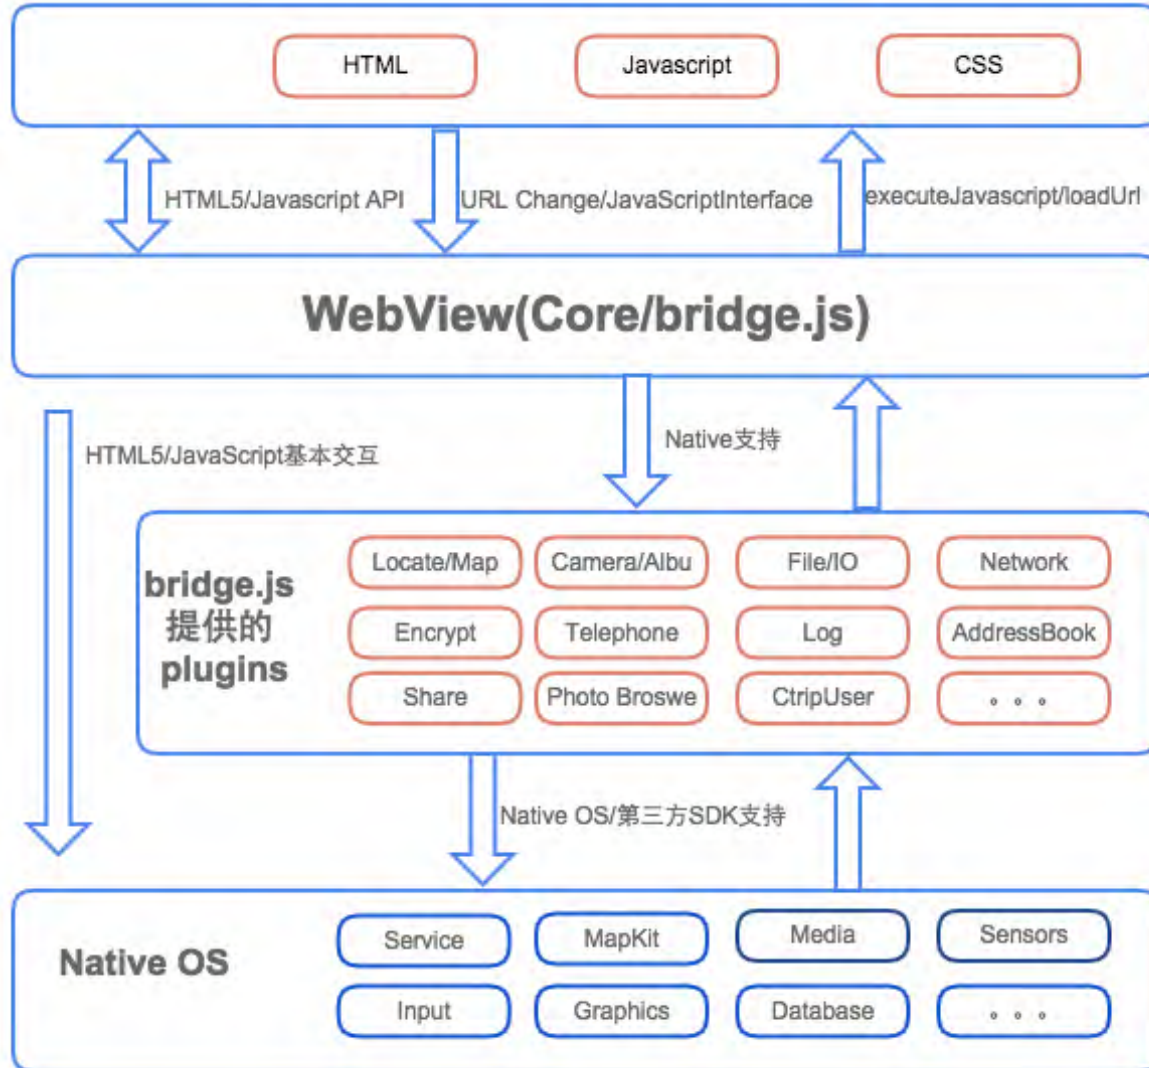 HTML
Javascript
CSS
HTML5/Javascript API
URL Change/JavaScriptInterface
executeJavascript/loadUrl
WebView(Core/bridge.js)
HTML5/JavaScript基本交互
Native支持
bridge.js
提供的
plugins
Locate/Map
Camera/Albu
File/IO
Network
Encrypt
Telephone
Log
AddressBook
Share
Photo Broswe
CtripUser
。。。
Native OS/第三方SDK支持
Native OS
Service
MapKit
Media
Sensors
Input
Graphics
Database
。。。